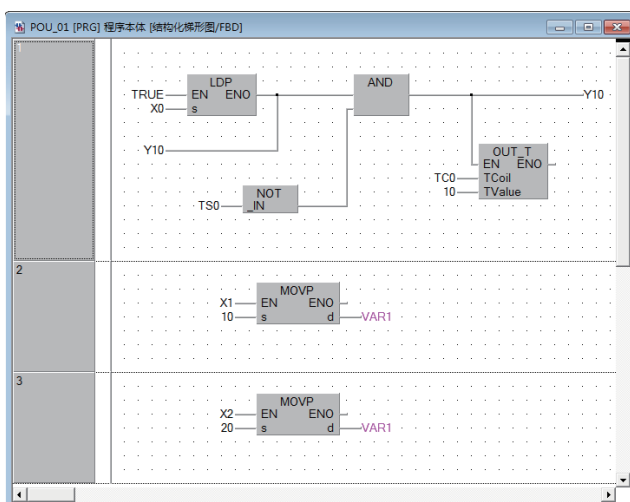 POU_01 [PRG] 程序本体 [结构化梯形图/FBD]
1
LDP
AND
TRUE EN ENO Y10
X0 s
Y10
OUT_T
EN ENO
TC0 TCoil
10 TValue
NOT
TS0 _IN
2
MOVP
X1 EN ENO
10 s d VAR1
3
MOVP
X2 EN ENO
20 s d VAR1